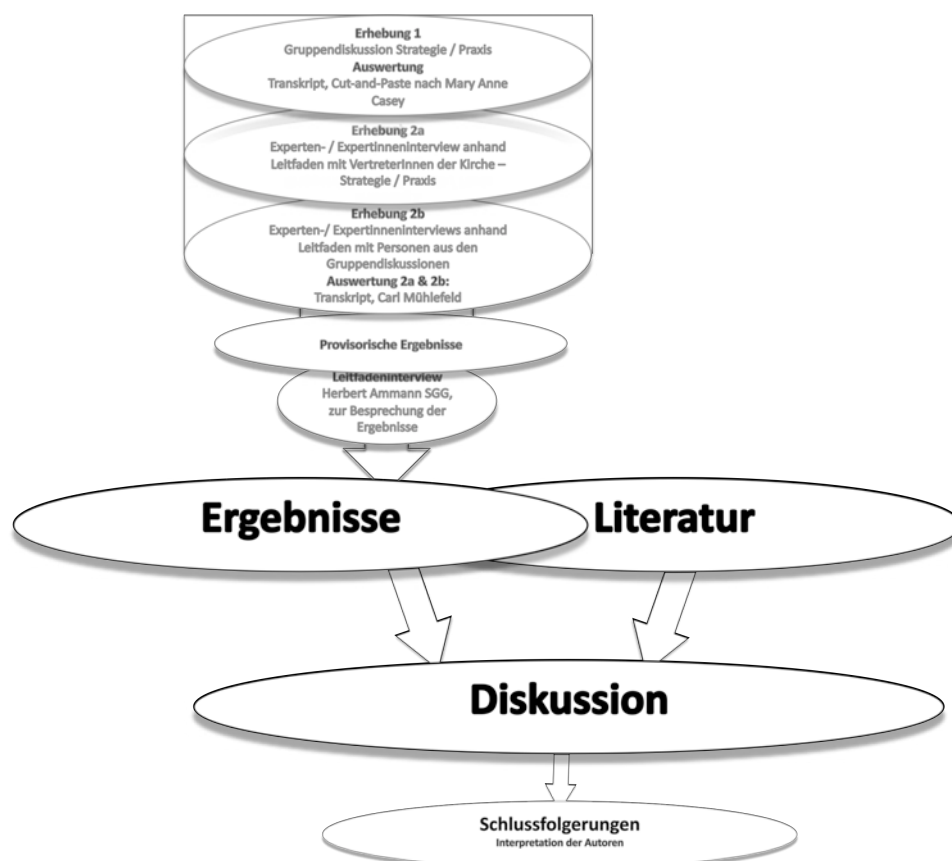 Erhebung 1
Gruppendiskussion Strategie / Praxis
Auswertung
Transkript, Cut-and-Paste nach Mary Anne
Casey
Erhebung 2a
Experten- / Expertinneninterview anhand
Leitfaden mit VertreterInnen der Kirche –
Strategie / Praxis
Erhebung 2b
Experten-/ Expertinneninterviews anhand
Leitfaden mit Personen aus den
Gruppendiskussionen
Auswertung 2a & 2b:
Transkript, Carl Mühlefeld
Provisorische Ergebnisse
Leitfadeninterview
Herbert Ammann SGG,
zur Besprechung der
Ergebnisse
Ergebnisse
Literatur
Diskussion
Schlussfolgerungen
Interpretation der Autoren